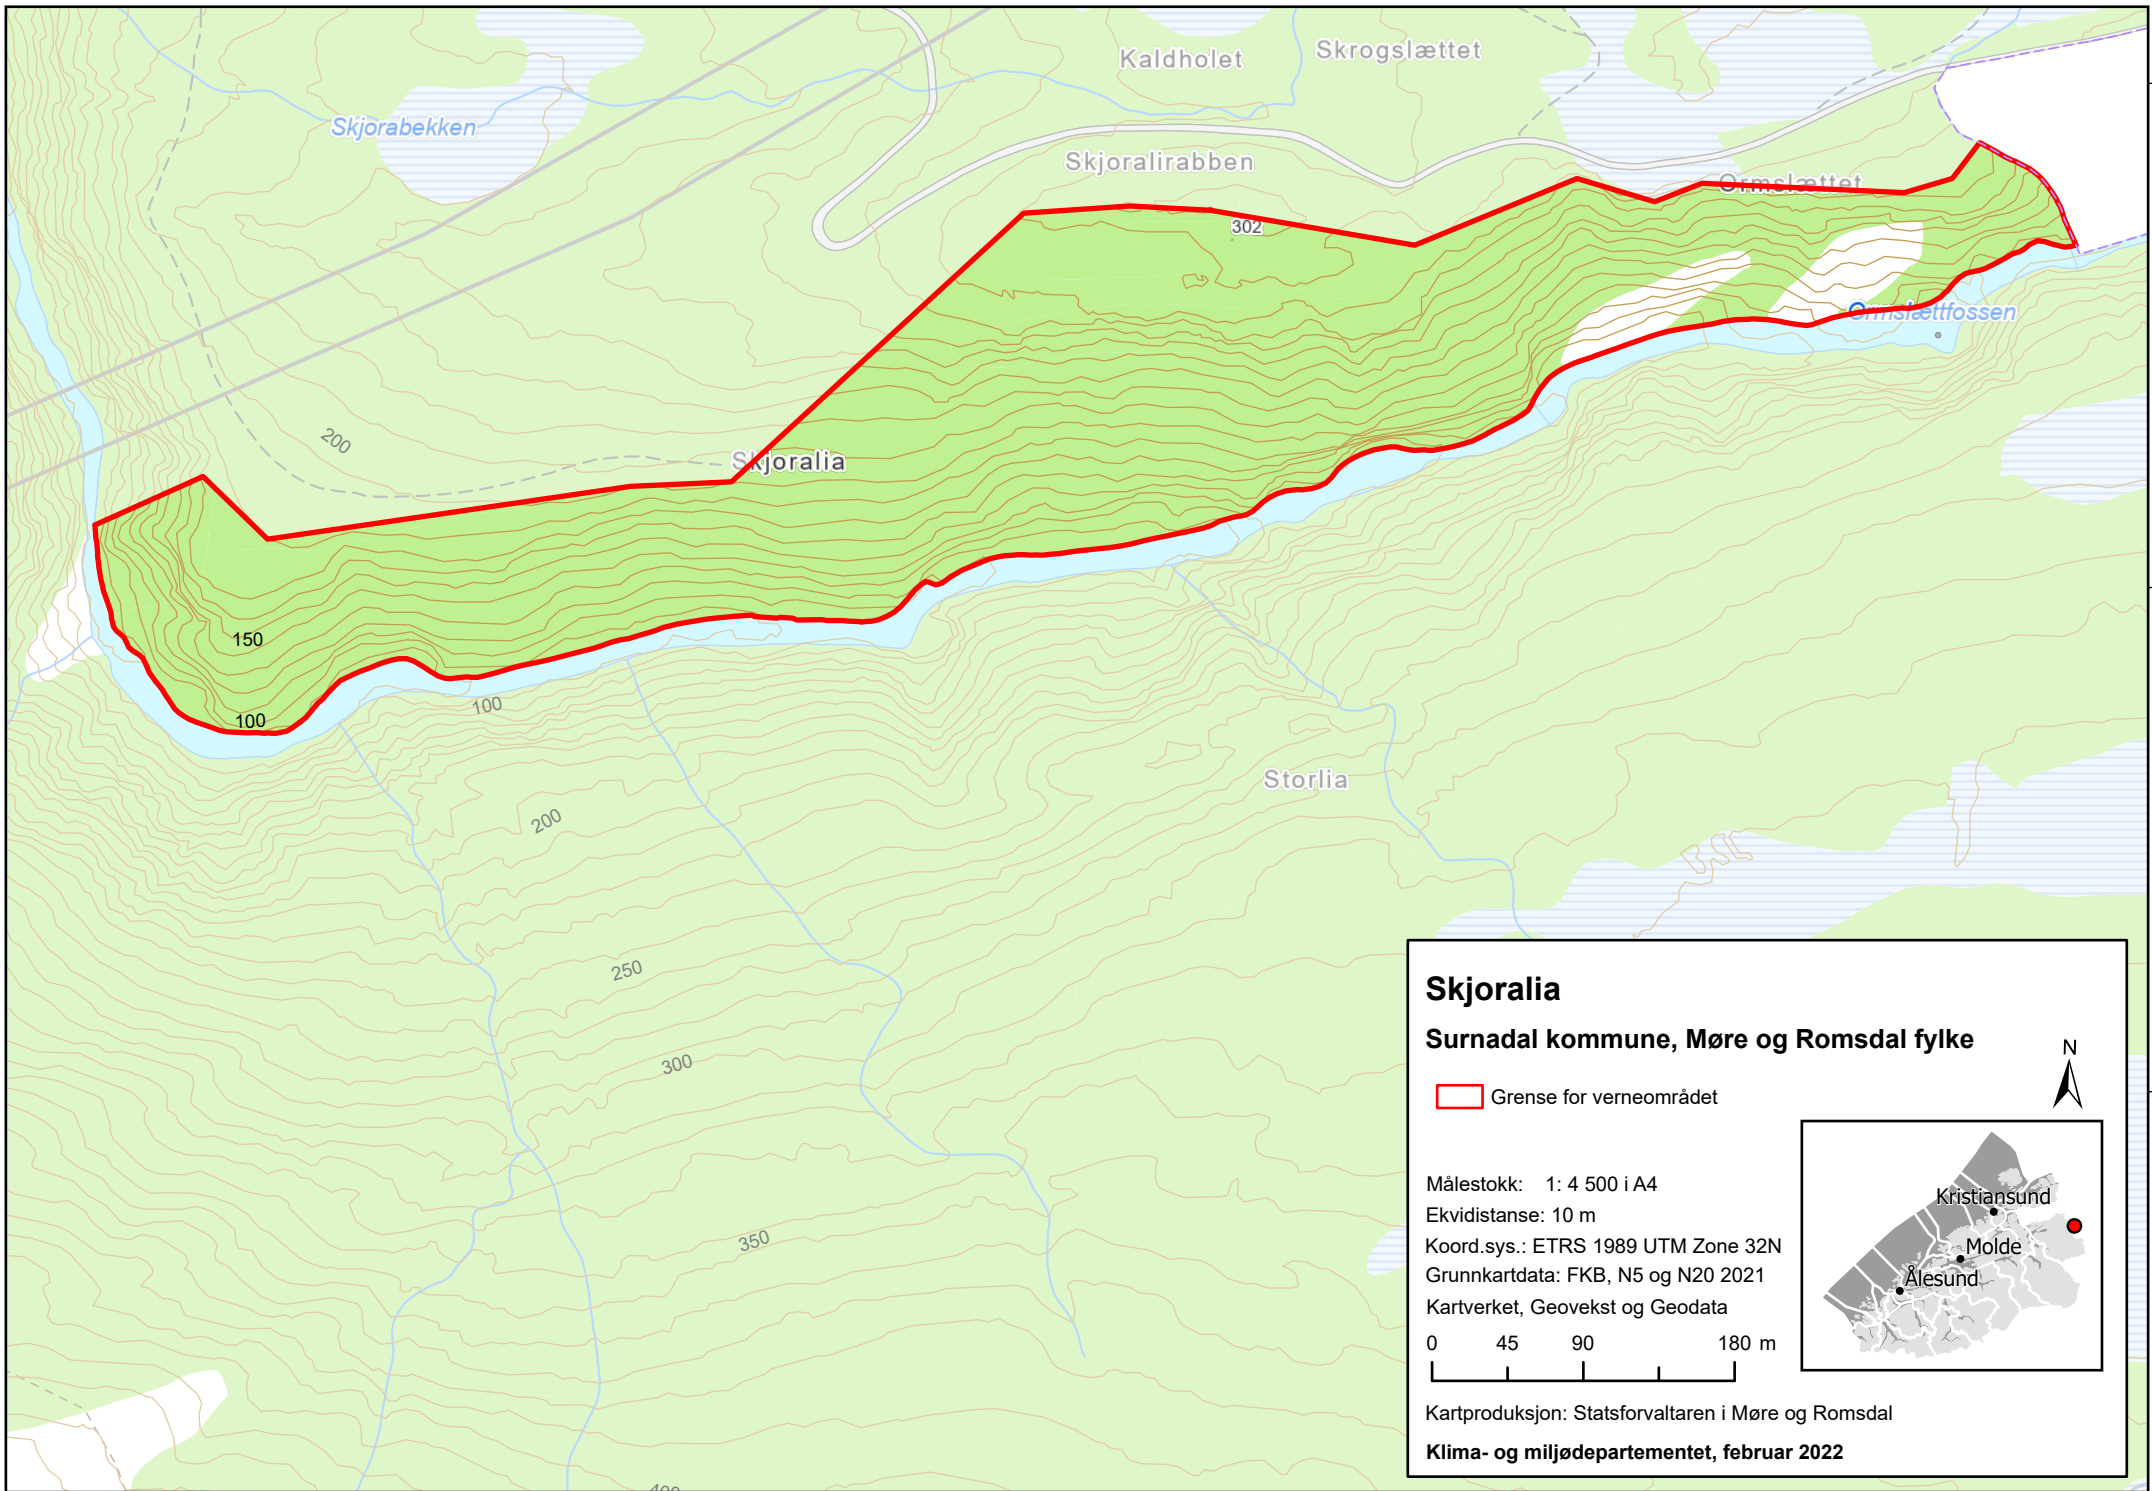 Kaldholet
Skrogslættet
Skjorabekken
Skjoralirabben
Ormslættet
302
Ormslættfossen
200
Skjoralia
150
100
100
Storlia
200
250
300
350
400
Skjoralia
Surnadal kommune, Møre og Romsdal fylke
N
Grense for verneområdet
Målestokk: 1: 4 500 i A4
Ekvidistanse: 10 m
Koord.sys.: ETRS 1989 UTM Zone 32N
Grunnkartdata: FKB, N5 og N20 2021
Kartverket, Geovekst og Geodata
0 45 90 180 m
Kristiansund
Molde
Ålesund
Kartproduksjon: Statsforvaltaren i Møre og Romsdal
Klima- og miljødepartementet, februar 2022